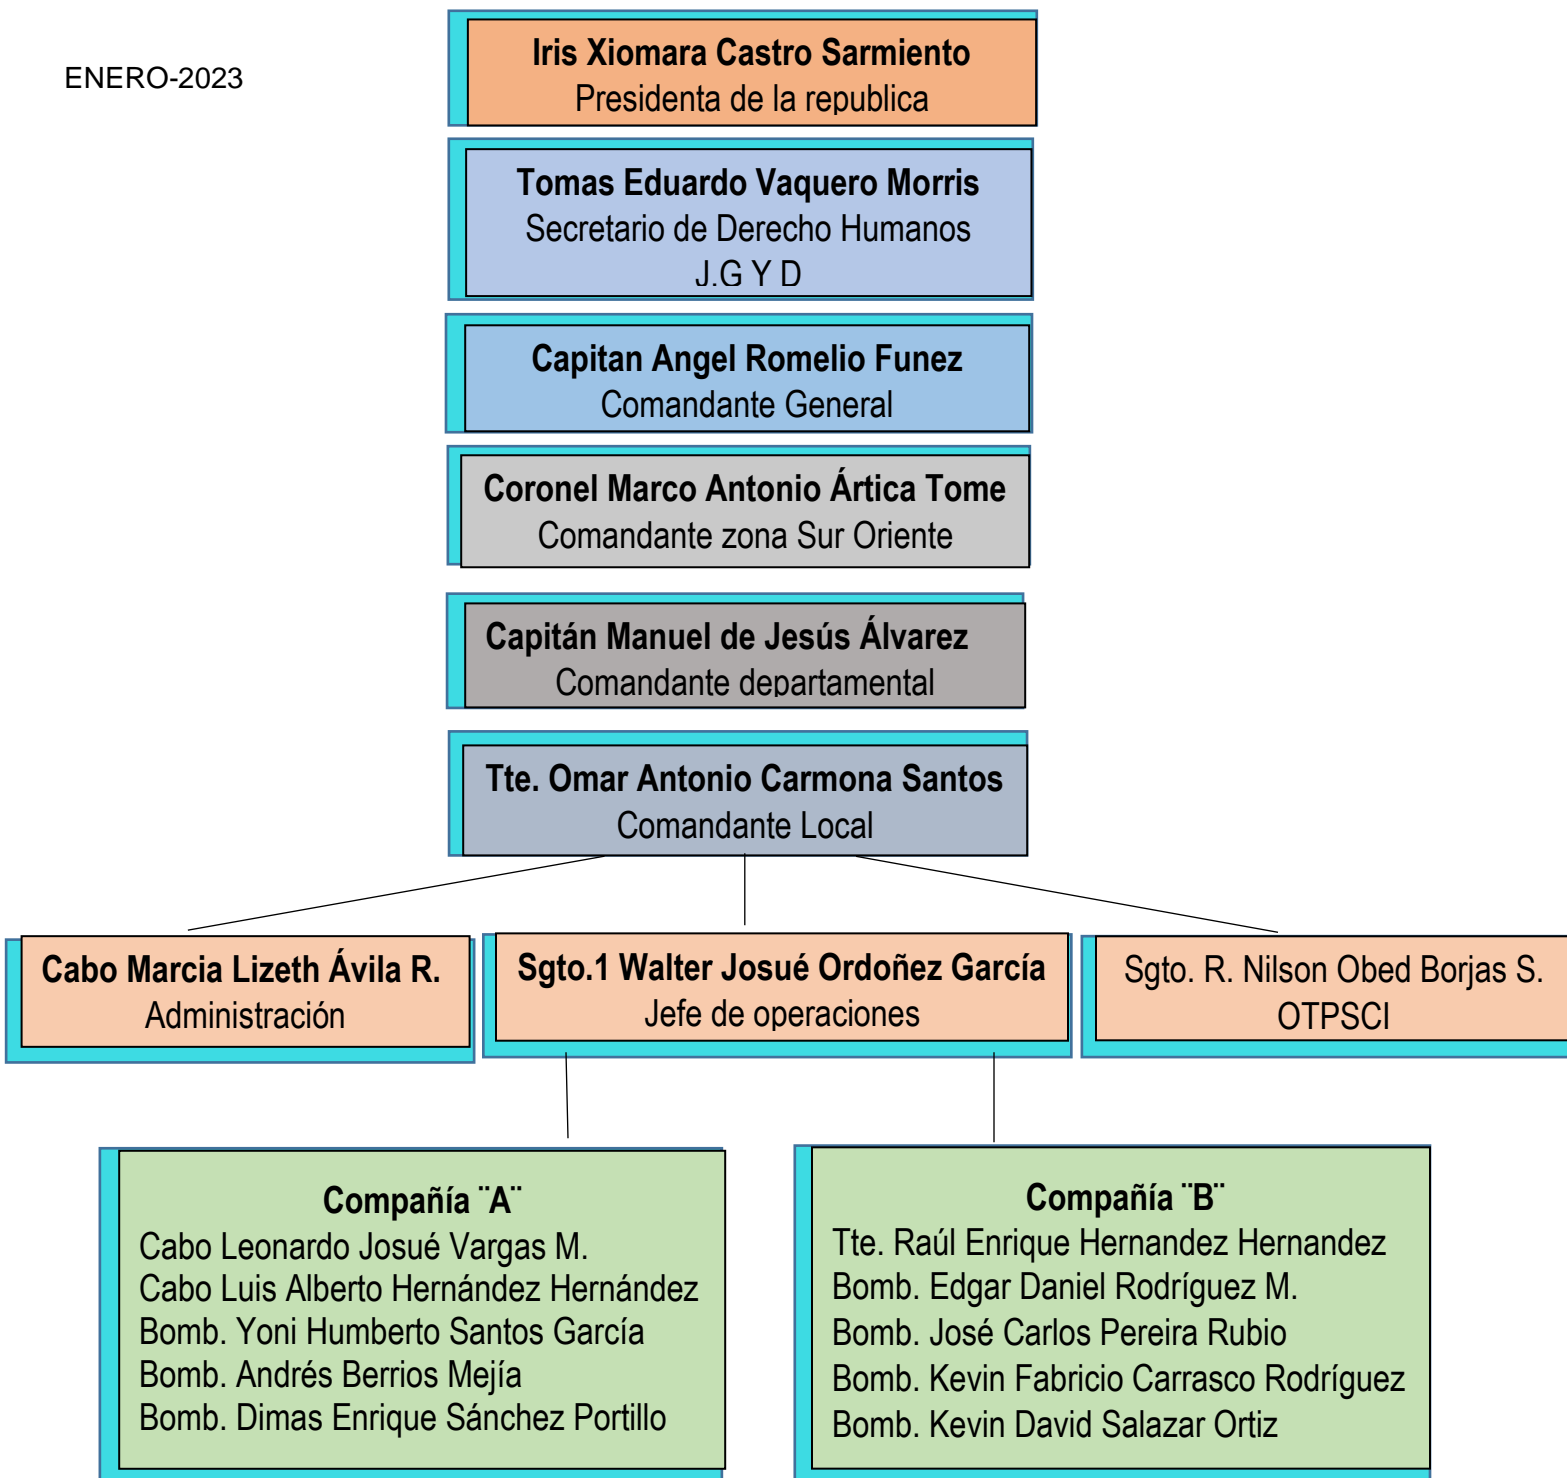 ENERO-2023
Iris Xiomara Castro Sarmiento
Presidenta de la republica
Tomas Eduardo Vaquero Morris
Secretario de Derecho Humanos
J.G Y D
Capitan Angel Romelio Funez
Comandante General
Coronel Marco Antonio Ártica Tome
Comandante zona Sur Oriente
Capitán Manuel de Jesús Álvarez
Comandante departamental
Tte. Omar Antonio Carmona Santos
Comandante Local
Cabo Marcia Lizeth Ávila R.
Administración
Sgto.1 Walter Josué Ordoñez García
Jefe de operaciones
Sgto. R. Nilson Obed Borjas S.
OTPSCI
Compañía ¨A¨
Cabo Leonardo Josué Vargas M.
Cabo Luis Alberto Hernández Hernández
Bomb. Yoni Humberto Santos García
Bomb. Andrés Berrios Mejía
Bomb. Dimas Enrique Sánchez Portillo
Compañía ¨B¨
Tte. Raúl Enrique Hernandez Hernandez
Bomb. Edgar Daniel Rodríguez M.
Bomb. José Carlos Pereira Rubio
Bomb. Kevin Fabricio Carrasco Rodríguez
Bomb. Kevin David Salazar Ortiz